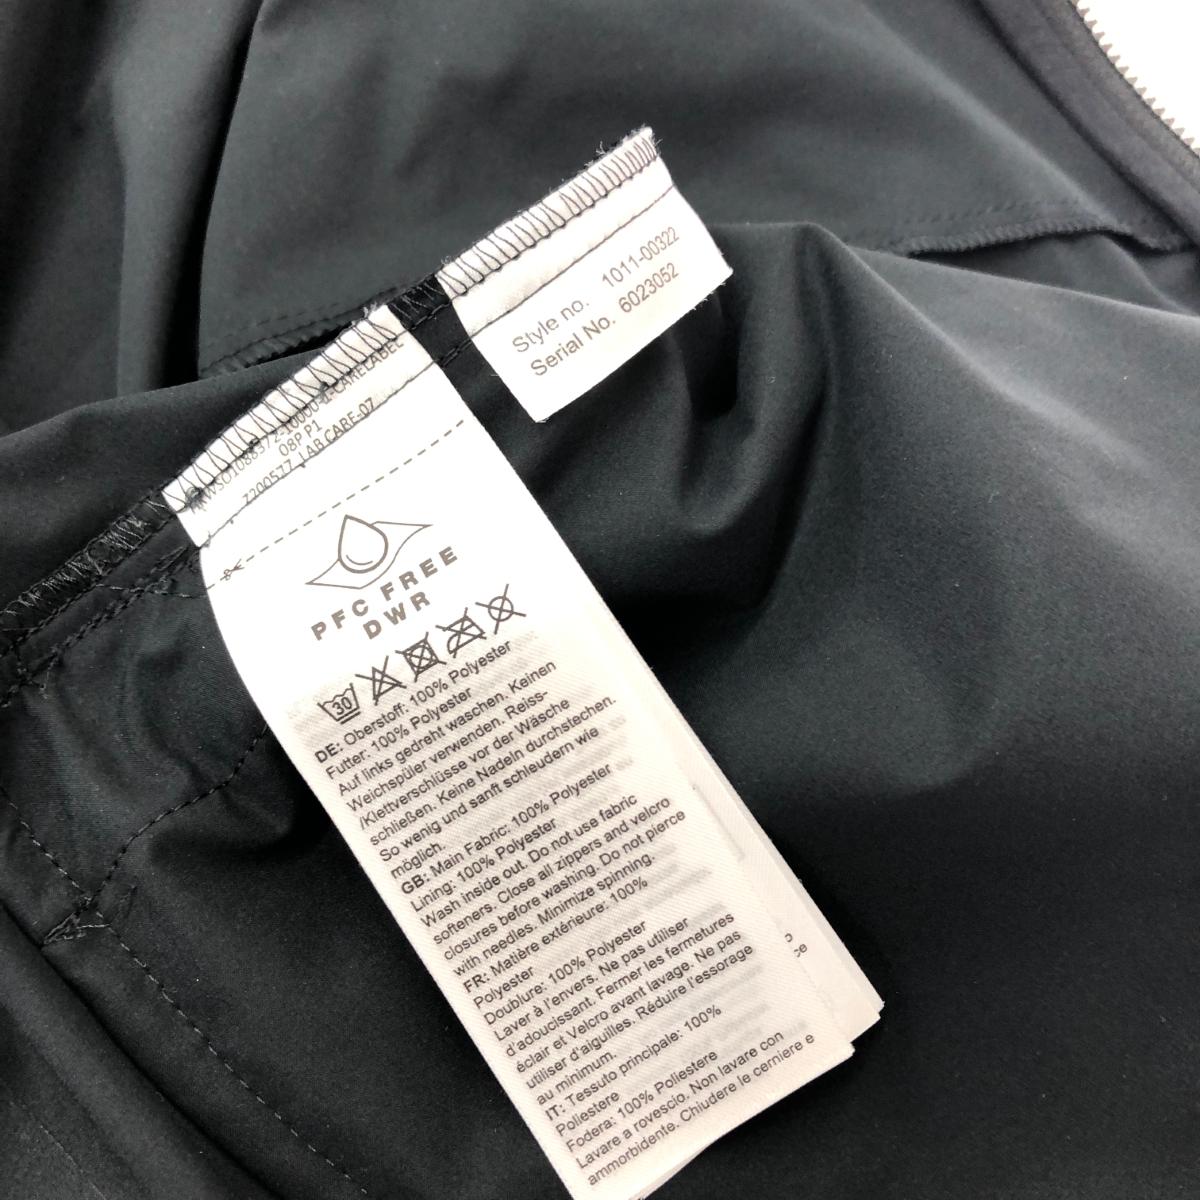 Style no. 1011-00322
Serial No. 6023052
08P P1
7200577 LAB CARE-07
PFC FREE
DWR
30
DE: Oberstoff: 100% Polyester
Futter: 100% Polyester
Auf links gedreht waschen. Keinen
Weichspüler verwenden. Reiss-
/Klettverschlüsse vor der Wäsche
schließen. Keine Nadeln durchstechen.
So wenig und sanft schleudern wie
möglich.
GB: Main Fabric: 100% Polyester
Lining: 100% Polyester
Wash inside out. Do not use fabric
softeners. Close all zippers and velcro
closures before washing. Do not pierce
with needles. Minimize spinning.
FR: Matière extérieure: 100%
Polyester
Doublure: 100% Polyester
Laver à l'envers. Ne pas utiliser
d'adoucissant. Fermer les fermetures
éclair et Velcro avant lavage. Ne pas
utiliser d'aiguilles. Réduire l'essorage
au minimum.
IT: Tessuto principale: 100%
Poliestere
Fodera: 100% Poliestere
Lavare a rovescio. Non lavare con
ammorbidente. Chiudere le cerniere e